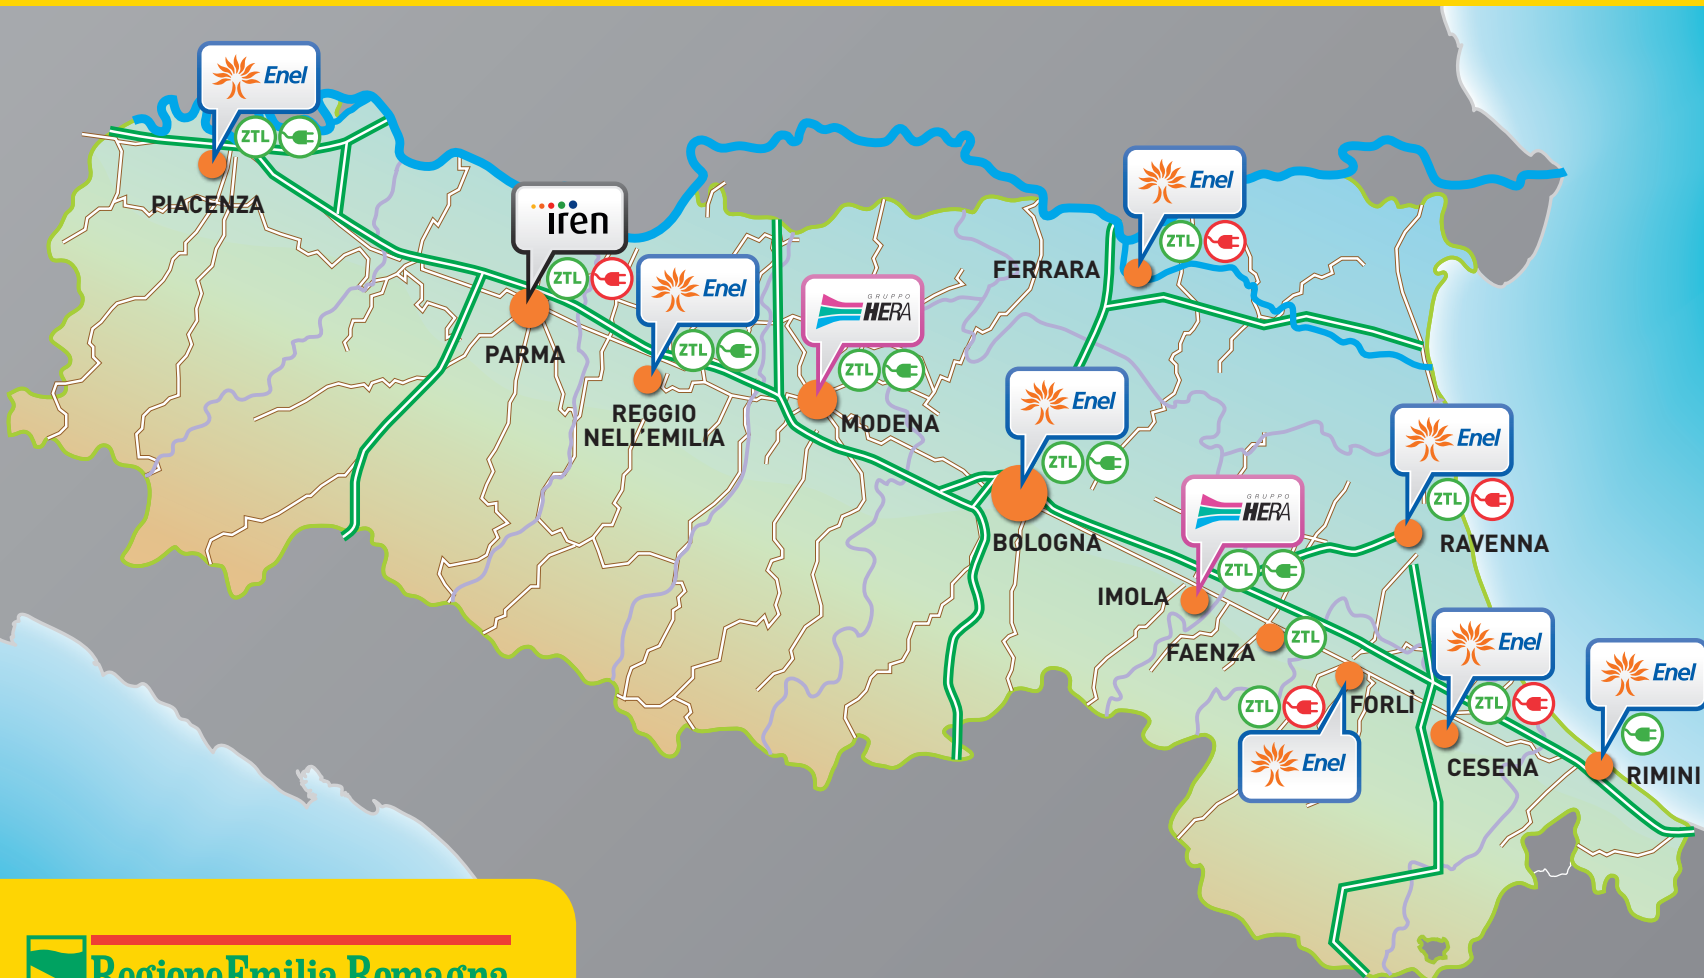 Enel
ZTL
PIACENZA
iren
ZTL
PARMA
Enel
ZTL
REGGIO
NELL'EMILIA
GRUPPO
HERA
ZTL
MODENA
Enel
ZTL
FERRARA
Enel
ZTL
BOLOGNA
Enel
ZTL
RAVENNA
GRUPPO
HERA
ZTL
IMOLA
ZTL
FAENZA
ZTL
FORLÌ
Enel
Enel
ZTL
CESENA
Enel
RIMINI
RegioneEmilia-Romagna